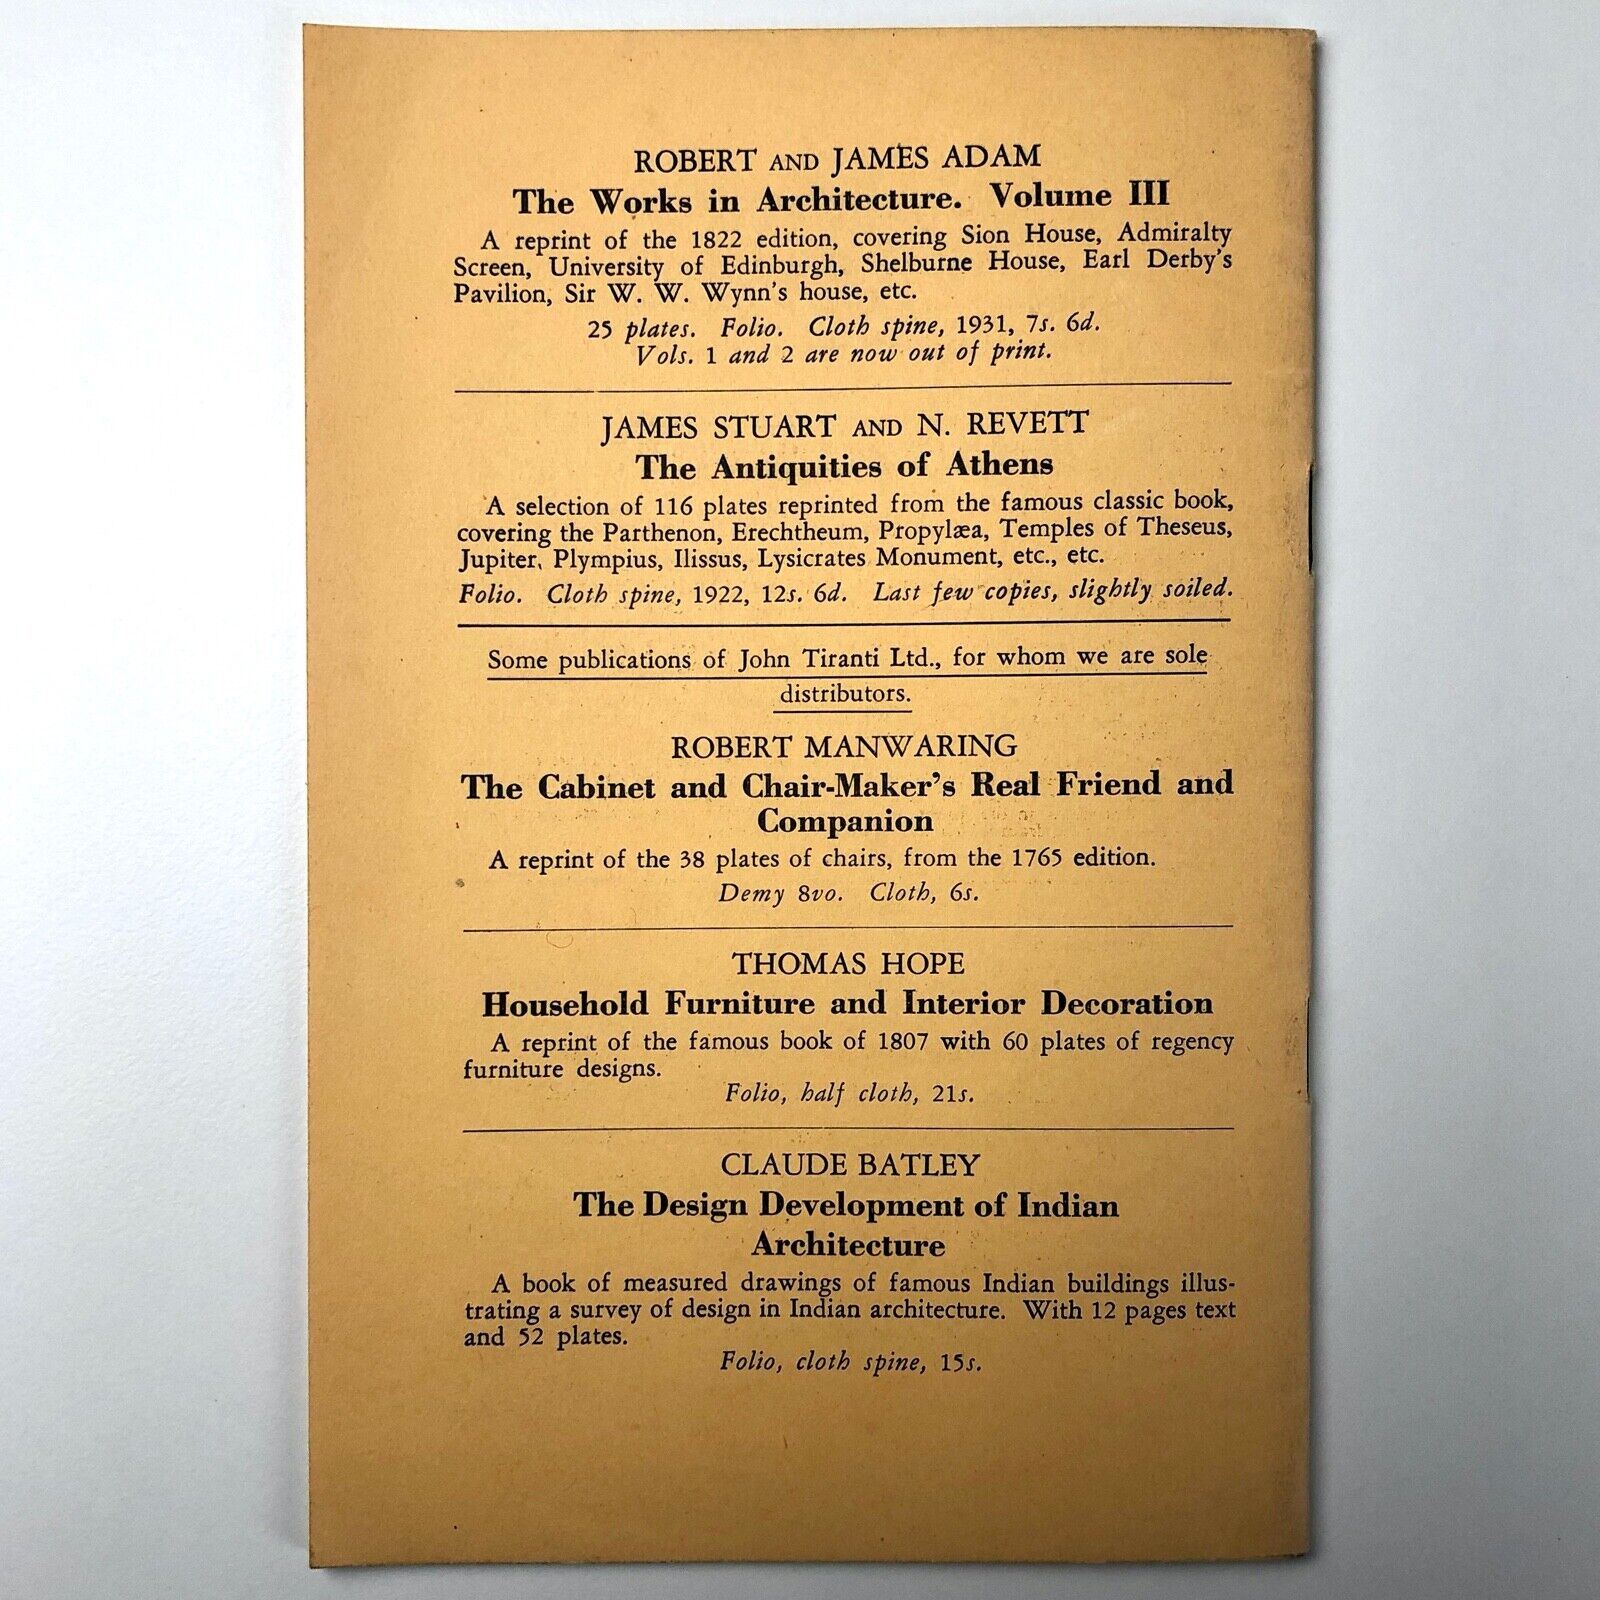 ROBERT AND JAMES ADAM
The Works in Architecture. Volume III
A reprint of the 1822 edition, covering Sion House, Admiralty
Screen, University of Edinburgh, Shelburne House, Earl Derby's
Pavilion, Sir W. W. Wynn's house, etc.
25 plates. Folio. Cloth spine, 1931, 7s. 6d.
Vols. 1 and 2 are now out of print.
JAMES STUART AND N. REVETT
The Antiquities of Athens
A selection of 116 plates reprinted from the famous classic book,
covering the Parthenon, Erechtheum, Propylæa, Temples of Theseus,
Jupiter, Plympius, Ilissus, Lysicrates Monument, etc., etc.
Folio. Cloth spine, 1922, 12s. 6d. Last few copies, slightly soiled.
Some publications of John Tiranti Ltd., for whom we are sole
distributors.
ROBERT MANWARING
The Cabinet and Chair-Maker's Real Friend and
Companion
A reprint of the 38 plates of chairs, from the 1765 edition.
Demy 8vo. Cloth, 6s.
THOMAS HOPE
Household Furniture and Interior Decoration
A reprint of the famous book of 1807 with 60 plates of regency
furniture designs.
Folio, half cloth, 21s.
CLAUDE BATLEY
The Design Development of Indian
Architecture
A book of measured drawings of famous Indian buildings illus-
trating a survey of design in Indian architecture. With 12 pages text
and 52 plates.
Folio, cloth spine, 15s.